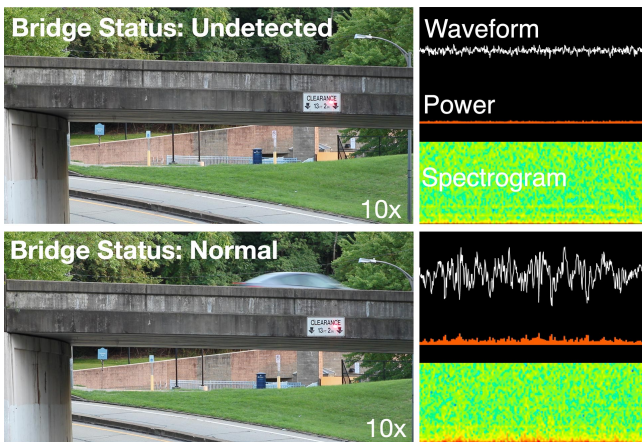 Bridge Status: Undetected
CLEARANCE
10x
Waveform
Power
Spectrogram
Bridge Status: Normal
CLEARANCE
10x